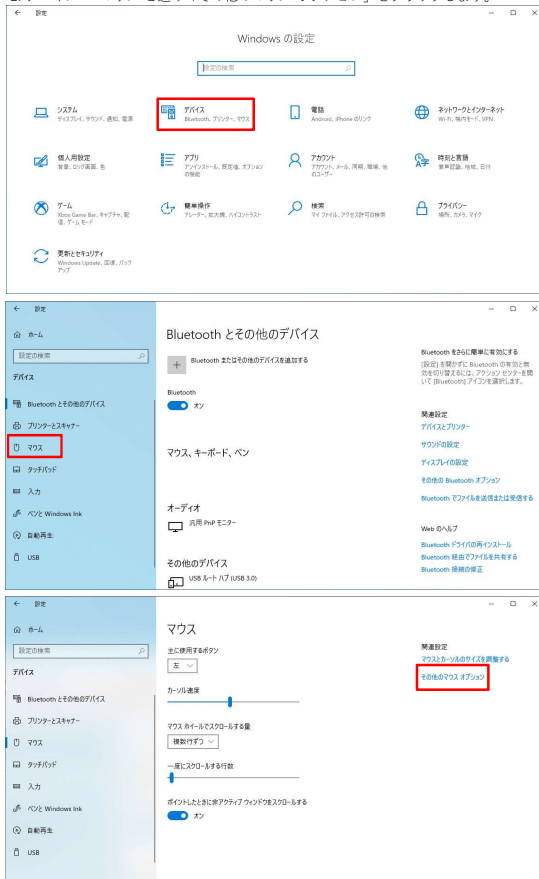 設定
Windows の設定
設定の検索
システム
ディスプレイ、サウンド、通知、電源
デバイス
Bluetooth、プリンター、マウス
電話
Android、iPhone のリンク
ネットワークとインターネット
Wi-Fi、機内モード、VPN
個人用設定
背景、ロック画面、色
アプリ
アンインストール、既定値、オプション
の機能
アカウント
アカウント、メール、同期、職場、他
のユーザー
時刻と言語
音声認識、地域、日付
ゲーム
Xbox Game Bar、キャプチャ、配
信、ゲーム モード
簡単操作
ナレーター、拡大鏡、ハイコントラスト
検索
マイ ファイル、アクセス許可の検索
プライバシー
場所、カメラ、マイク
更新とセキュリティ
Windows Update、回復、バック
アップ
設定
ホーム
設定の検索
デバイス
Bluetooth とその他のデバイス
プリンターとスキャナー
マウス
タッチパッド
入力
ペンと Windows Ink
自動再生
USB
Bluetooth とその他のデバイス
Bluetooth またはその他のデバイスを追加する
Bluetooth
オン
マウス、キーボード、ペン
オーディオ
汎用 PnP モニター
その他のデバイス
USB ルート ハブ (USB 3.0)
Bluetooth をさらに簡単に有効にする
[設定] を開かずに Bluetooth の有効と無
効を切り替えるには、アクション センターを開
いて [Bluetooth] アイコンを選択します。
関連設定
デバイスとプリンター
サウンドの設定
ディスプレイの設定
その他の Bluetooth オプション
Bluetooth でファイルを送信または受信する
Web のヘルプ
Bluetooth ドライバの再インストール
Bluetooth 経由でファイルを共有する
Bluetooth 接続の修正
設定
ホーム
設定の検索
デバイス
Bluetooth とその他のデバイス
プリンターとスキャナー
マウス
タッチパッド
入力
ペンと Windows Ink
自動再生
USB
マウス
主に使用するボタン
左
カーソル速度
マウス ホイールでスクロールする量
複数行ずつ
一度にスクロールする行数
ポイントしたときに非アクティブ ウィンドウをスクロールする
オン
関連設定
マウスとカーソルのサイズを調整する
その他のマウス オプション